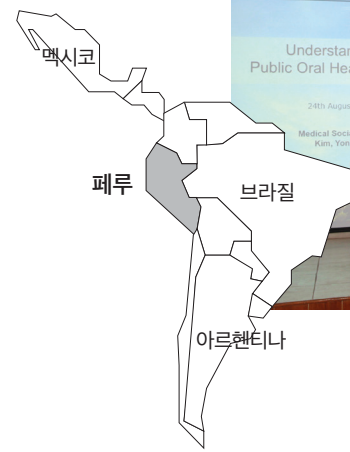 멕시코
페루
브라질
아르헨티나
Understan
Public Oral Hea
24th August
Medical Soci
Kim, Yon